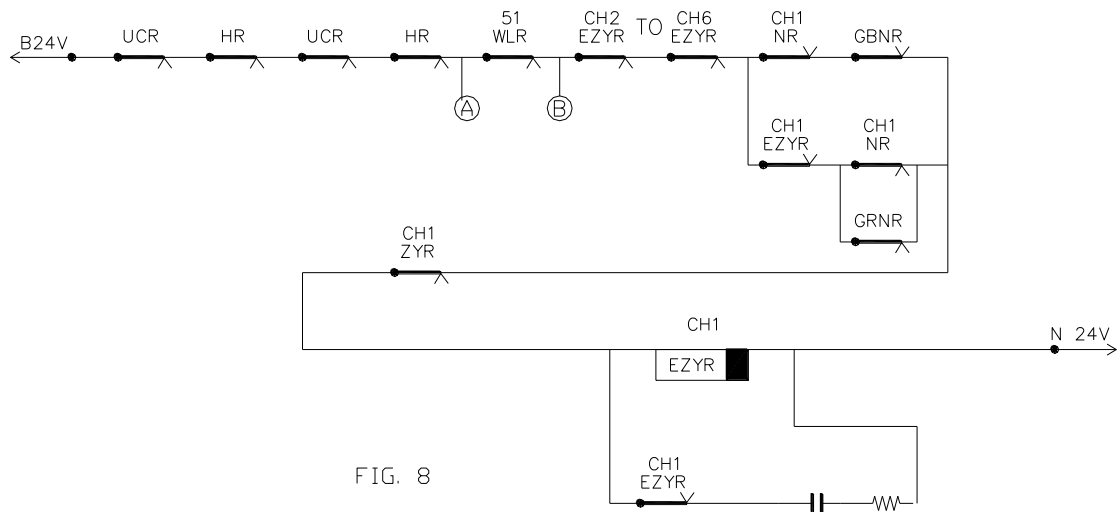 B24V
UCR
HR
UCR
HR
51
WLR
CH2
EZYR
TO
CH6
EZYR
CH1
NR
GBNR
A
B
CH1
EZYR
CH1
NR
GRNR
CH1
ZYR
CH1
EZYR
N 24V
CH1
EZYR
FIG. 8